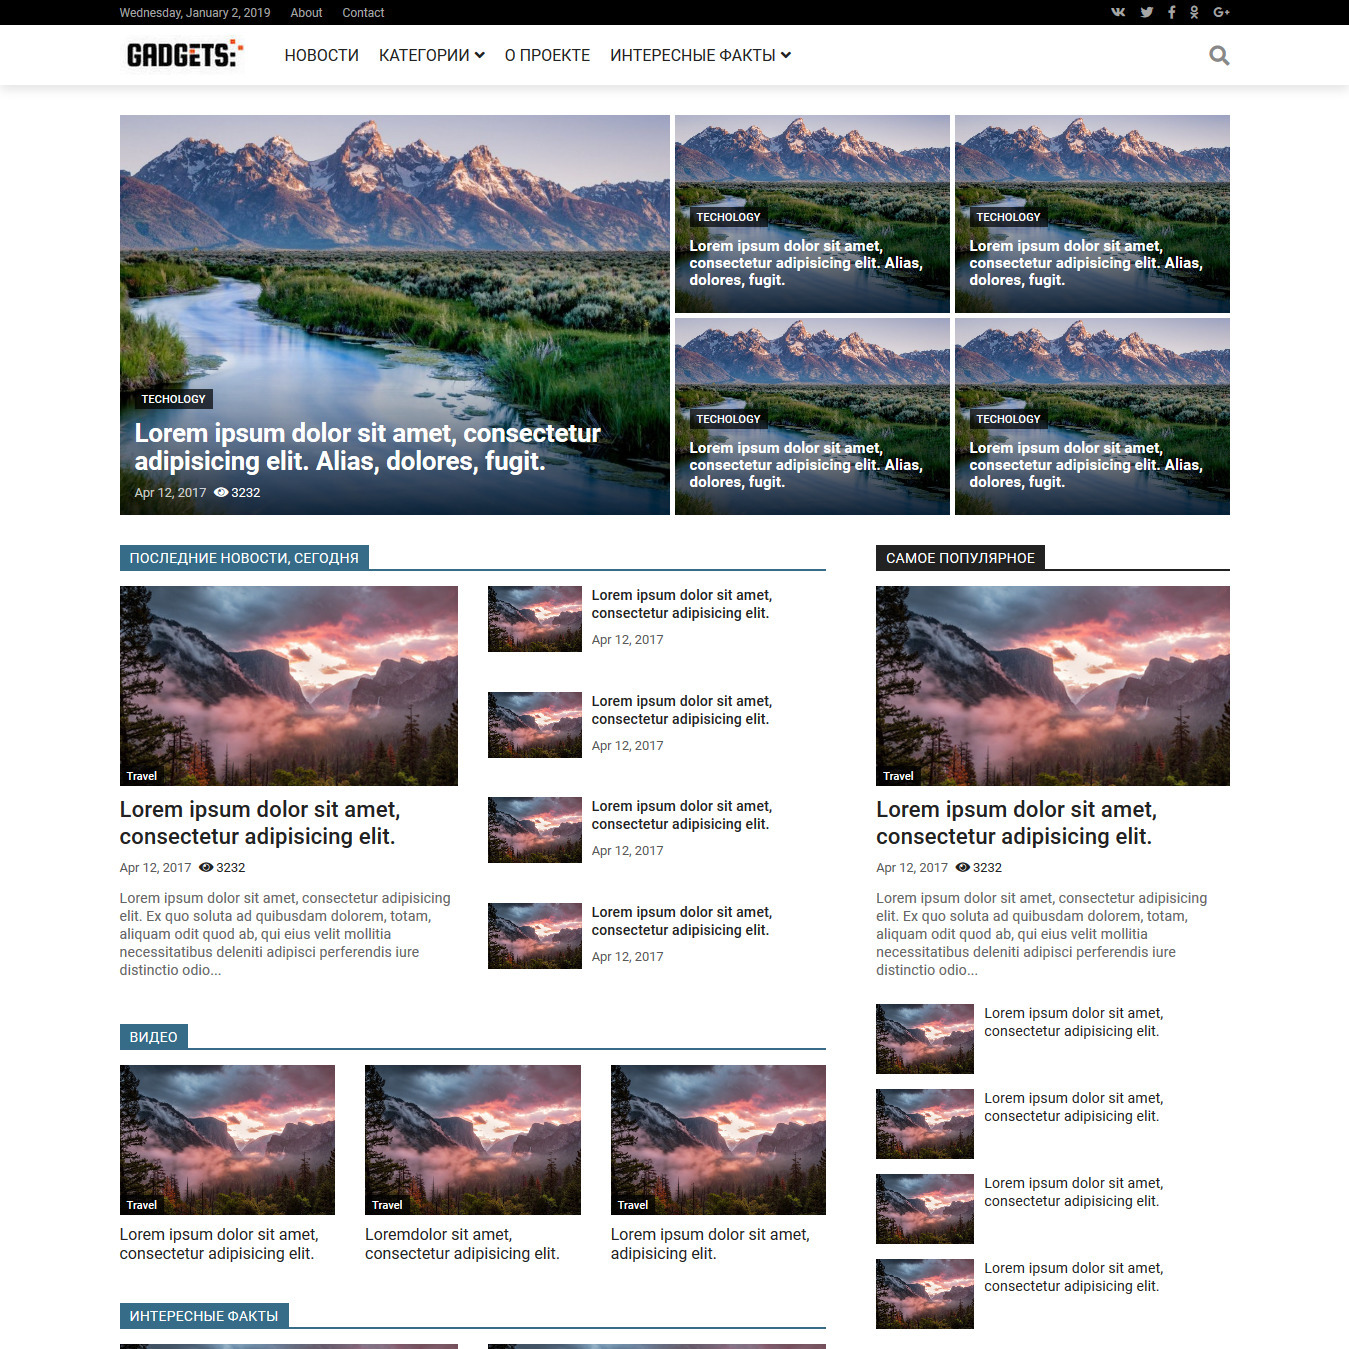 Wednesday, January 2, 2019 About Contact
GADGETS: НОВОСТИ КАТЕГОРИИ О ПРОЕКТЕ ИНТЕРЕСНЫЕ ФАКТЫ
TECHOLOGY
Lorem ipsum dolor sit amet, consectetur
adipisicing elit. Alias, dolores, fugit.
Apr 12, 2017 3232
TECHOLOGY
Lorem ipsum dolor sit amet,
consectetur adipisicing elit. Alias,
dolores, fugit.
TECHOLOGY
Lorem ipsum dolor sit amet,
consectetur adipisicing elit. Alias,
dolores, fugit.
TECHOLOGY
Lorem ipsum dolor sit amet,
consectetur adipisicing elit. Alias,
dolores, fugit.
TECHOLOGY
Lorem ipsum dolor sit amet,
consectetur adipisicing elit. Alias,
dolores, fugit.
ПОСЛЕДНИЕ НОВОСТИ, СЕГОДНЯ
Travel
Lorem ipsum dolor sit amet,
consectetur adipisicing elit.
Apr 12, 2017 3232
Lorem ipsum dolor sit amet, consectetur adipisicing
elit. Ex quo soluta ad quibusdam dolorem, totam,
aliquam odit quod ab, qui eius velit mollitia
necessitatibus deleniti adipisci perferendis iure
distinctio odio...
Lorem ipsum dolor sit amet,
consectetur adipisicing elit.
Apr 12, 2017
Lorem ipsum dolor sit amet,
consectetur adipisicing elit.
Apr 12, 2017
Lorem ipsum dolor sit amet,
consectetur adipisicing elit.
Apr 12, 2017
Lorem ipsum dolor sit amet,
consectetur adipisicing elit.
Apr 12, 2017
ВИДЕО
Travel
Lorem ipsum dolor sit amet,
consectetur adipisicing elit.
Travel
Loremdolor sit amet,
consectetur adipisicing elit.
Travel
Lorem ipsum dolor sit amet,
adipisicing elit.
ИНТЕРЕСНЫЕ ФАКТЫ
САМОЕ ПОПУЛЯРНОЕ
Travel
Lorem ipsum dolor sit amet,
consectetur adipisicing elit.
Apr 12, 2017 3232
Lorem ipsum dolor sit amet, consectetur adipisicing
elit. Ex quo soluta ad quibusdam dolorem, totam,
aliquam odit quod ab, qui eius velit mollitia
necessitatibus deleniti adipisci perferendis iure
distinctio odio...
Lorem ipsum dolor sit amet,
consectetur adipisicing elit.
Lorem ipsum dolor sit amet,
consectetur adipisicing elit.
Lorem ipsum dolor sit amet,
consectetur adipisicing elit.
Lorem ipsum dolor sit amet,
consectetur adipisicing elit.